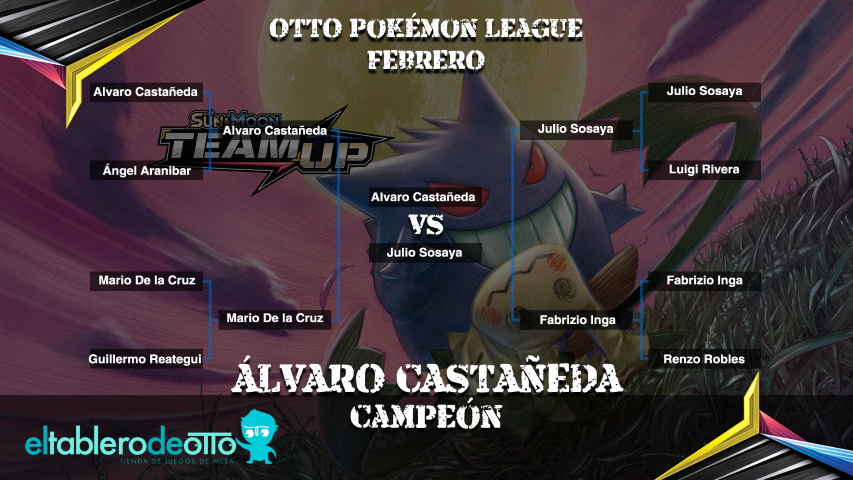 OTTO POKÉMON LEAGUE
FEBRERO
Alvaro Castañeda
Ángel Aranibar
Mario De la Cruz
Guillermo Reategui
SUN & MOON
TEAM UP
Alvaro Castañeda
Mario De la Cruz
Alvaro Castañeda
VS
Julio Sosaya
Julio Sosaya
Fabrizio Inga
Julio Sosaya
Luigi Rivera
Fabrizio Inga
Renzo Robles
ÁLVARO CASTAÑEDA
CAMPEÓN
eltablerodeOTTO
TIENDA DE JUEGOS DE MESA